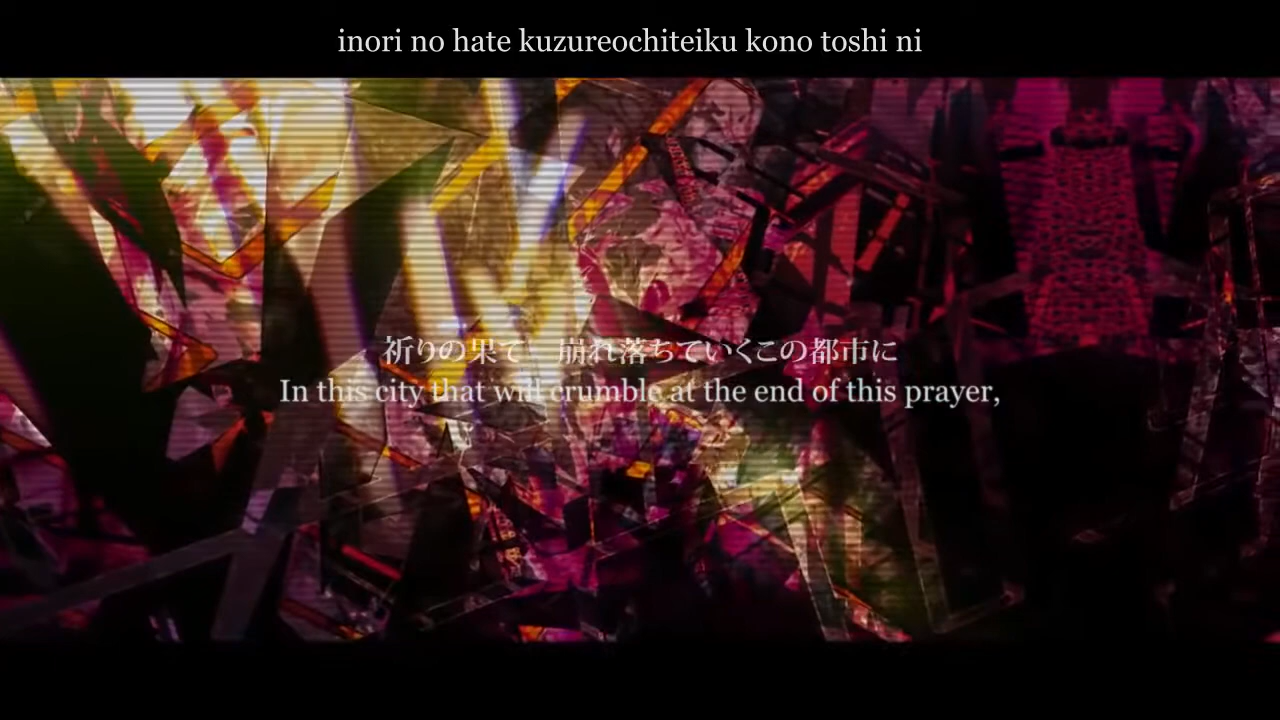 inori no hate kuzureochiteiku kono toshi ni
祈りの果て　崩れ落ちていくこの都市に
In this city that will crumble at the end of this prayer,